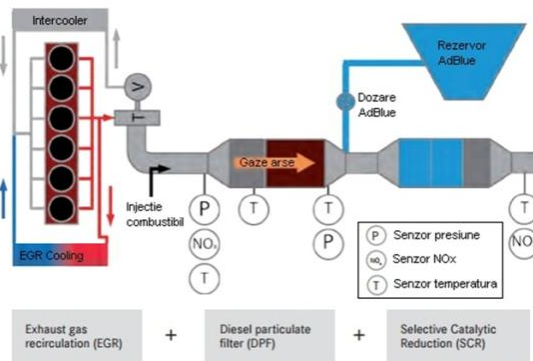 Intercooler
Rezervor
AdBlue
V
T
Dozare
AdBlue
Gaze arse
Injectie
combustibil
P
T
T
T
NOx
P
NO
T
EGR Cooling
P Senzor presiune
NOx Senzor NOx
T Senzor temperatura
Exhaust gas
recirculation (EGR)
+
Diesel particulate
filter (DPF)
+
Selective Catalytic
Reduction (SCR)